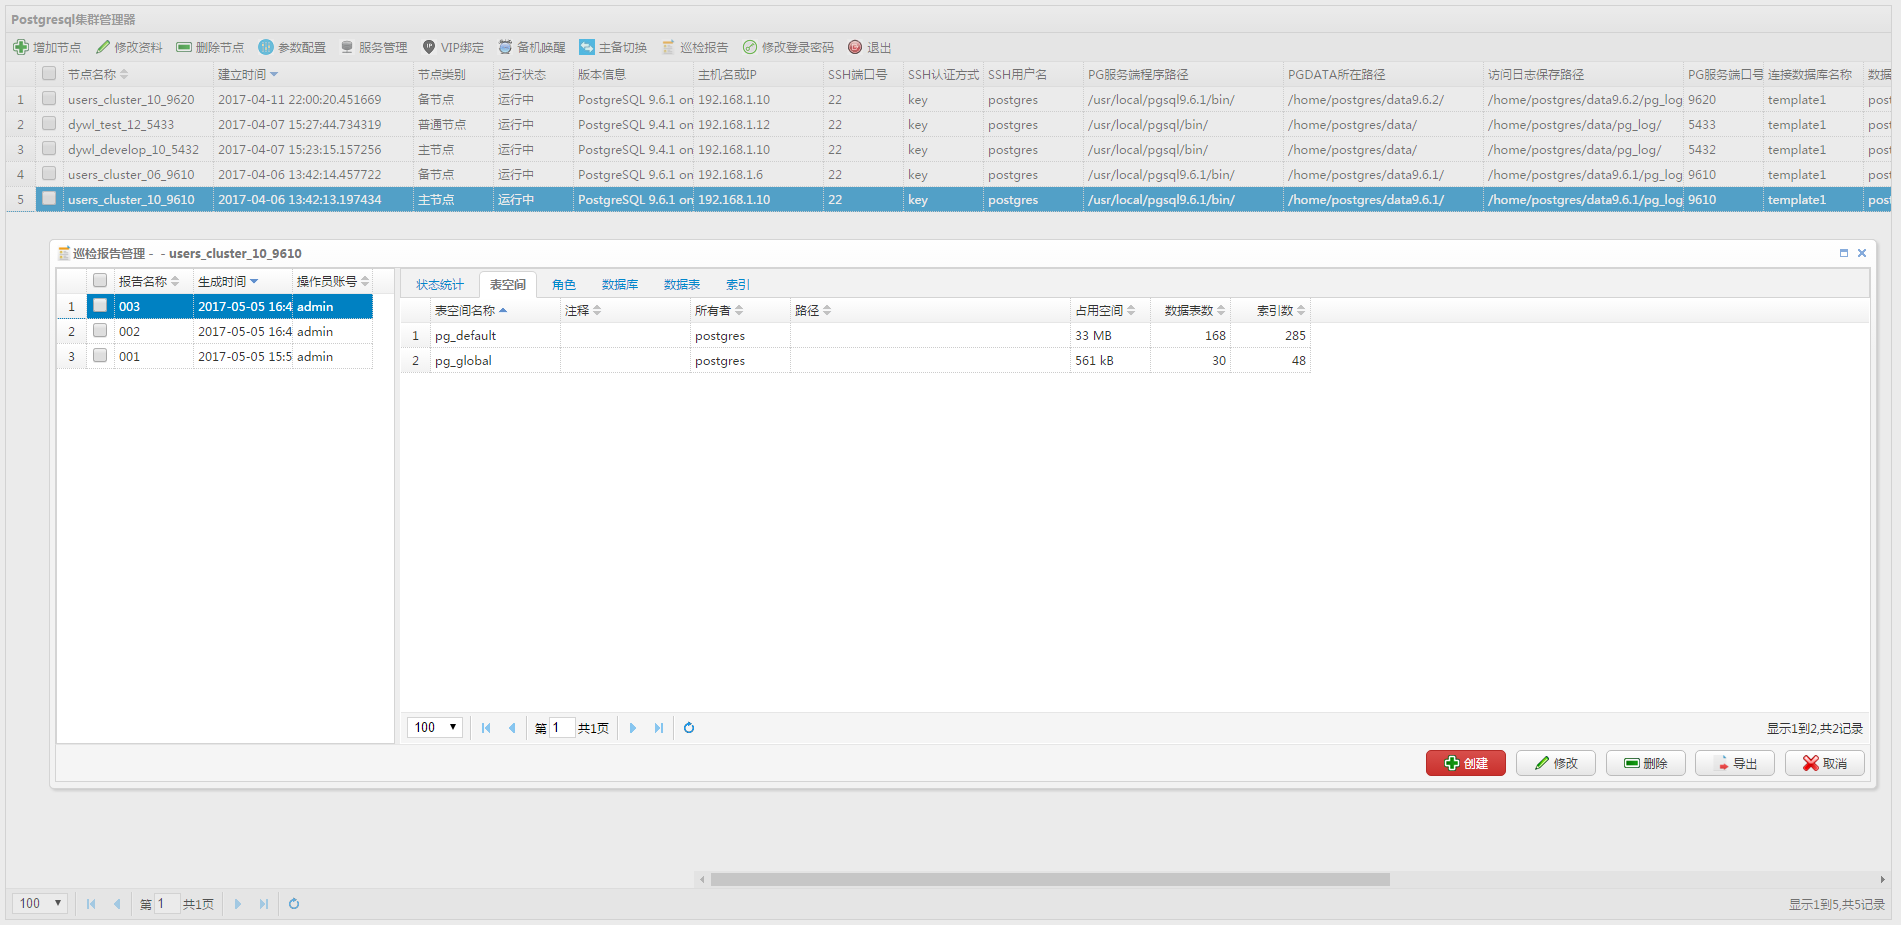 Postgresql集群管理器
增加节点 修改资料 删除节点 参数配置 服务管理 VIP绑定 备机唤醒 主备切换 巡检报告 修改登录密码 退出
节点名称 建立时间 节点类别 运行状态 版本信息 主机名或IP SSH端口号 SSH认证方式 SSH用户名 PG服务端程序路径 PGDATA所在路径 访问日志保存路径 PG服务端口号 连接数据库名称 数据
1 users_cluster_10_9620 2017-04-11 22:00:20.451669 备节点 运行中 PostgreSQL 9.6.1 on 192.168.1.10 22 key postgres /usr/local/pgsql9.6.1/bin/ /home/postgres/data9.6.2/ /home/postgres/data9.6.2/pg_log 9620 template1 post
2 dywl_test_12_5433 2017-04-07 15:27:44.734319 普通节点 运行中 PostgreSQL 9.4.1 on 192.168.1.12 22 key postgres /usr/local/pgsql/bin/ /home/postgres/data/ /home/postgres/data/pg_log/ 5433 template1 post
3 dywl_develop_10_5432 2017-04-07 15:23:15.157256 主节点 运行中 PostgreSQL 9.4.1 on 192.168.1.10 22 key postgres /usr/local/pgsql/bin/ /home/postgres/data/ /home/postgres/data/pg_log/ 5432 template1 post
4 users_cluster_06_9610 2017-04-06 13:42:14.457722 备节点 运行中 PostgreSQL 9.6.1 on 192.168.1.6 22 key postgres /usr/local/pgsql9.6.1/bin/ /home/postgres/data9.6.1/ /home/postgres/data9.6.1/pg_log 9610 template1 post
5 users_cluster_10_9610 2017-04-06 13:42:13.197434 主节点 运行中 PostgreSQL 9.6.1 on 192.168.1.10 22 key postgres /usr/local/pgsql9.6.1/bin/ /home/postgres/data9.6.1/ /home/postgres/data9.6.1/pg_log 9610 template1 post
巡检报告管理 - - users_cluster_10_9610
报告名称 生成时间 操作员账号
1 003 2017-05-05 16:4 admin
2 002 2017-05-05 16:4 admin
3 001 2017-05-05 15:5 admin
状态统计 表空间 角色 数据库 数据表 索引
表空间名称 注释 所有者 路径 占用空间 数据表数 索引数
1 pg_default postgres 33 MB 168 285
2 pg_global postgres 561 kB 30 48
100 第 1 共1页 显示1到2,共2记录
创建 修改 删除 导出 取消
100 第 1 共1页 显示1到5,共5记录